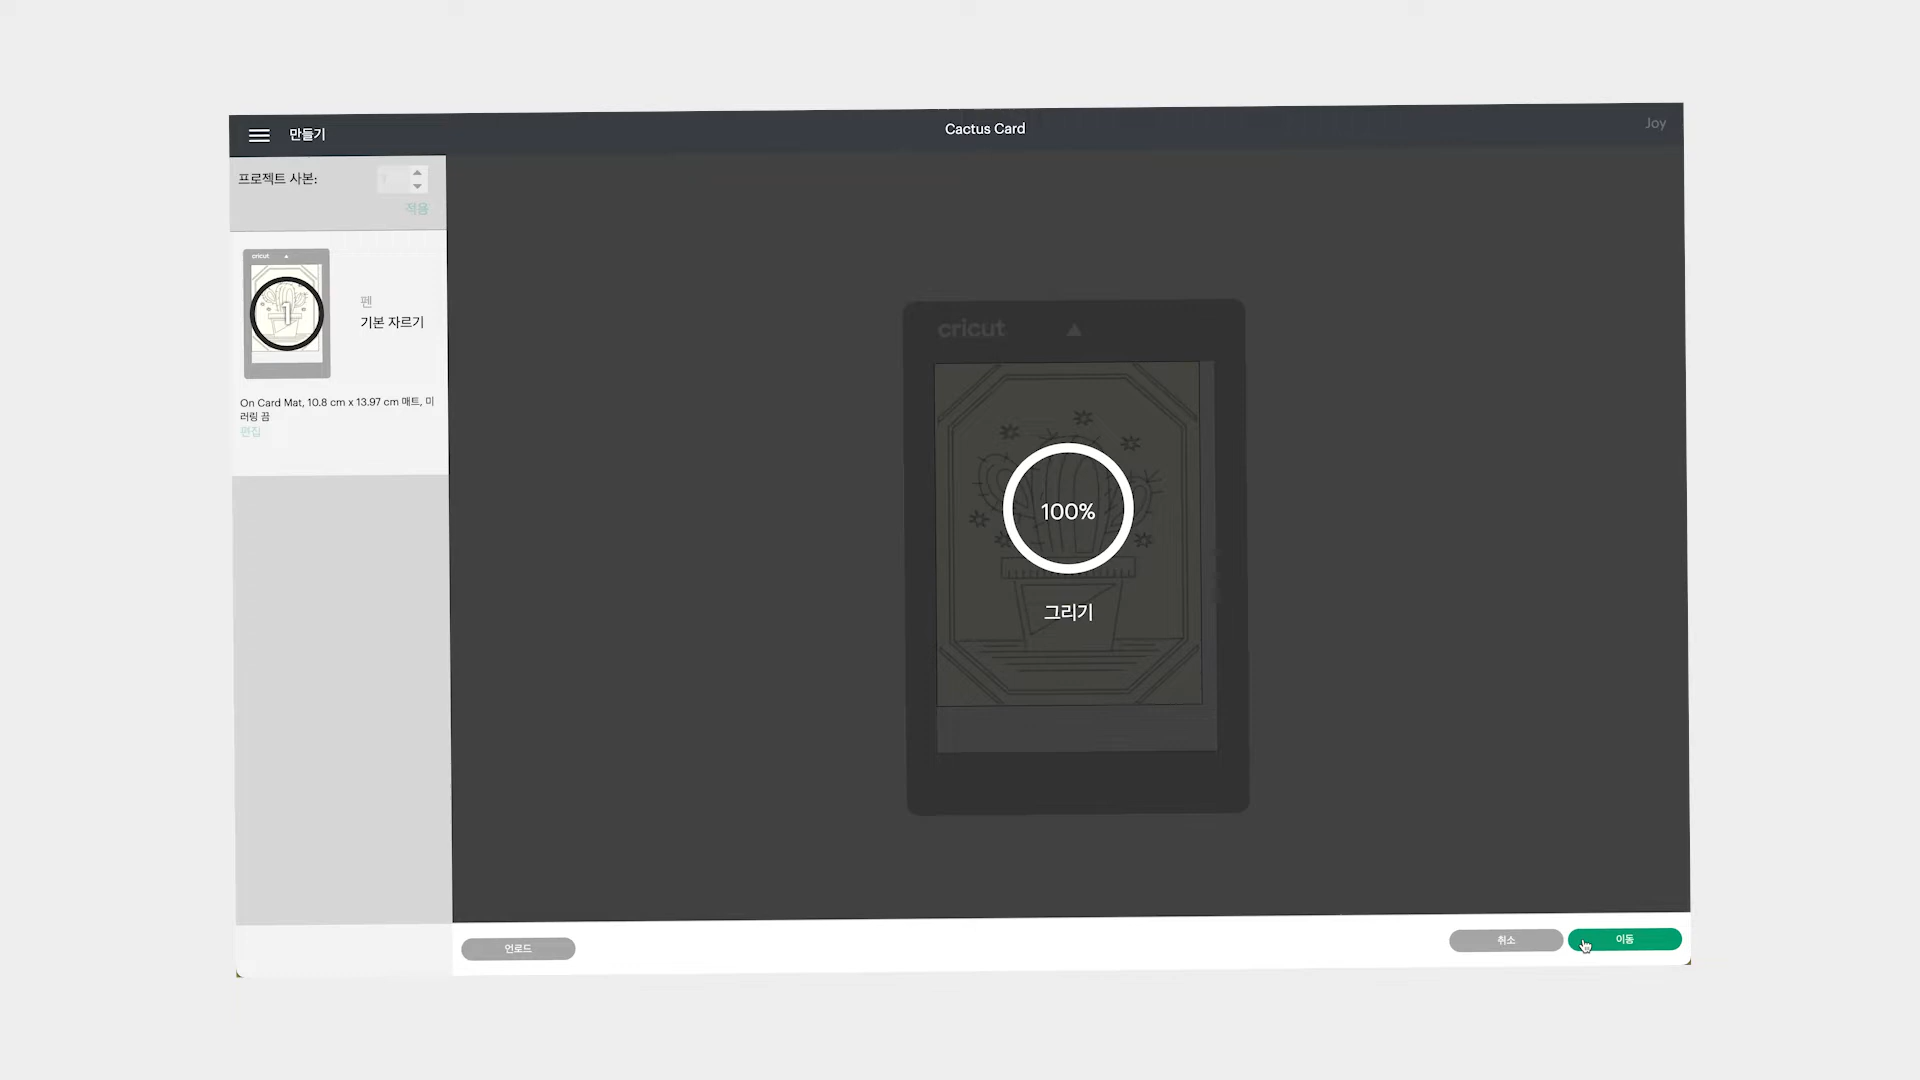 만들기
Cactus Card
Joy
프로젝트 사본:
적용
cricut
1
펜
기본 자르기
On Card Mat, 10.8 cm x 13.97 cm 매트, 미
러링 끔
편집
cricut
100%
그리기
언로드
취소
이동